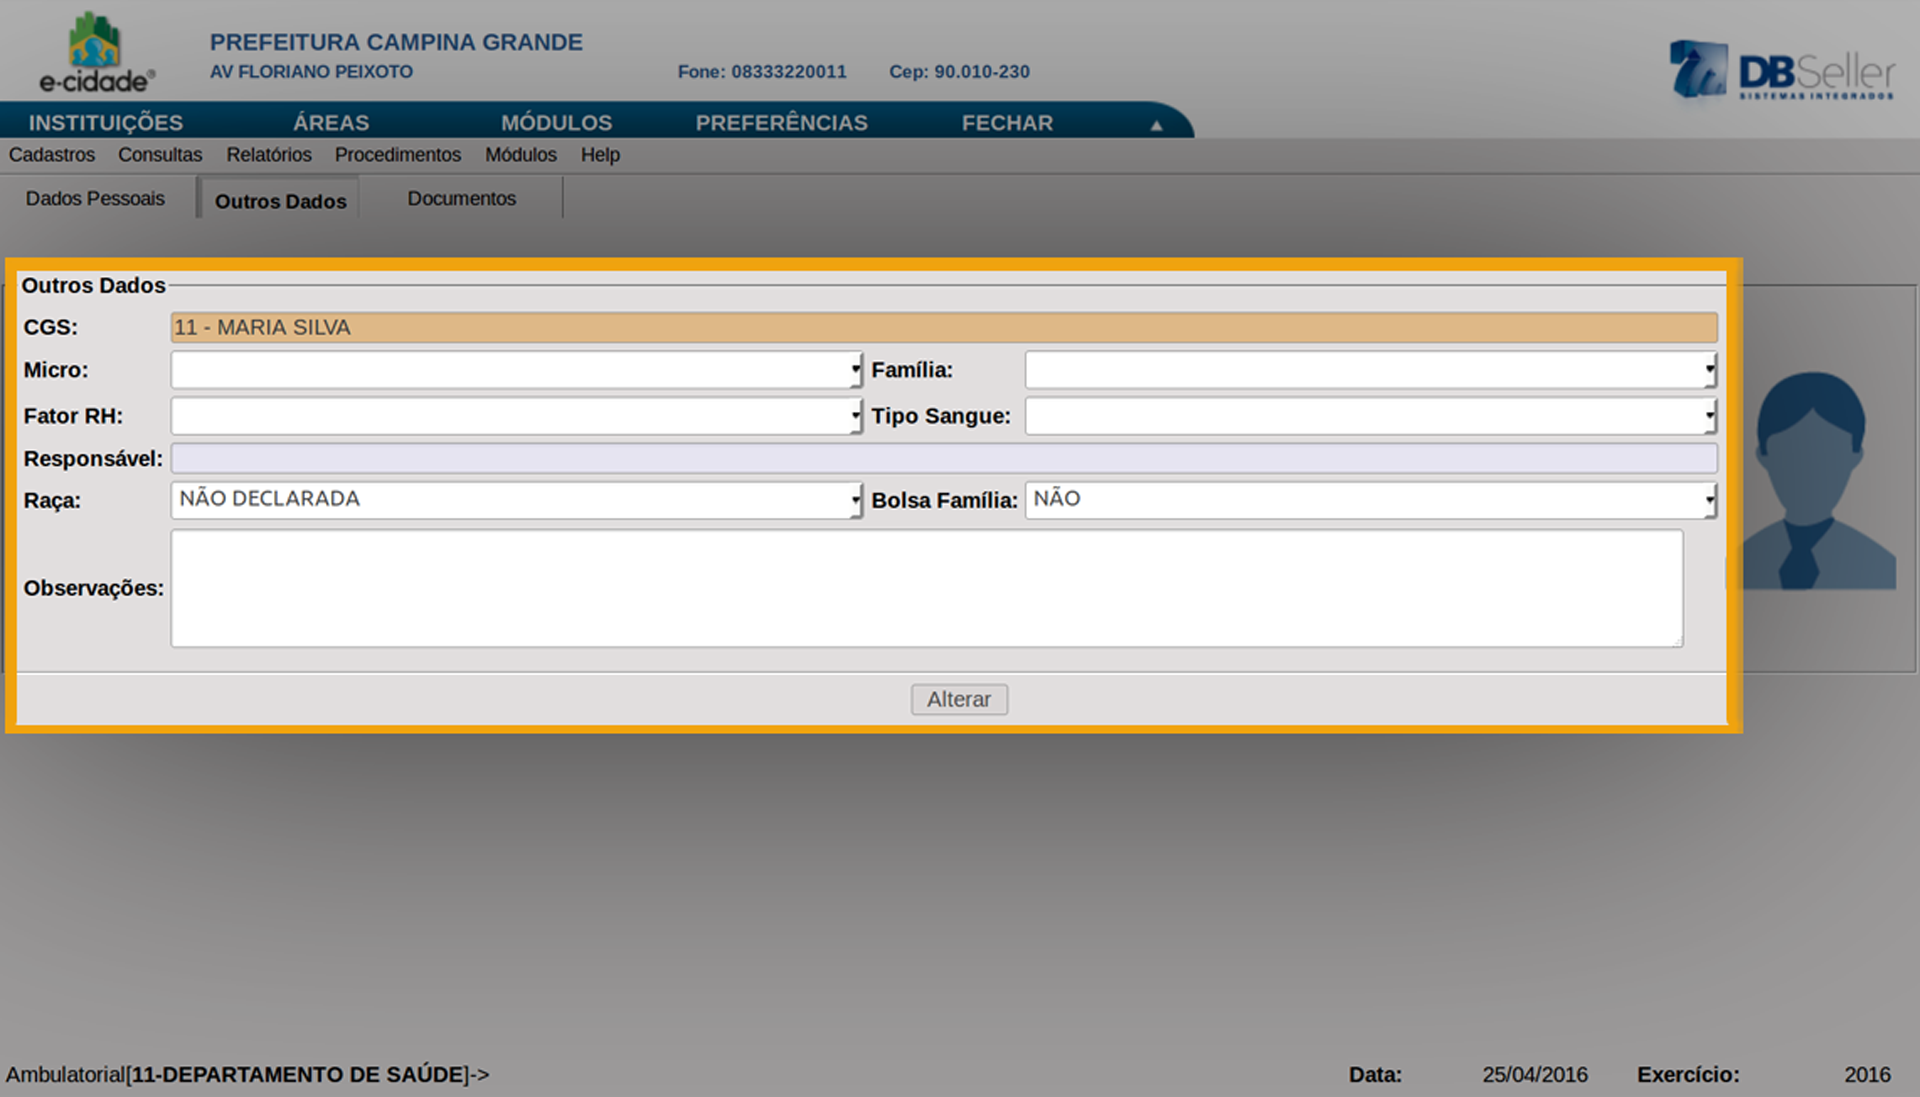 e-cidade®
PREFEITURA CAMPINA GRANDE
AV FLORIANO PEIXOTO Fone: 08333220011 Cep: 90.010-230
DBSeller
SISTEMAS INTEGRADOS
INSTITUIÇÕES ÁREAS MÓDULOS PREFERÊNCIAS FECHAR ▲
Cadastros Consultas Relatórios Procedimentos Módulos Help
Dados Pessoais Outros Dados Documentos
Outros Dados
CGS: 11 - MARIA SILVA
Micro: Família:
Fator RH: Tipo Sangue:
Responsável:
Raça: NÃO DECLARADA Bolsa Família: NÃO
Observações:
Alterar
Ambulatorial[11-DEPARTAMENTO DE SAÚDE]-> Data: 25/04/2016 Exercício: 2016